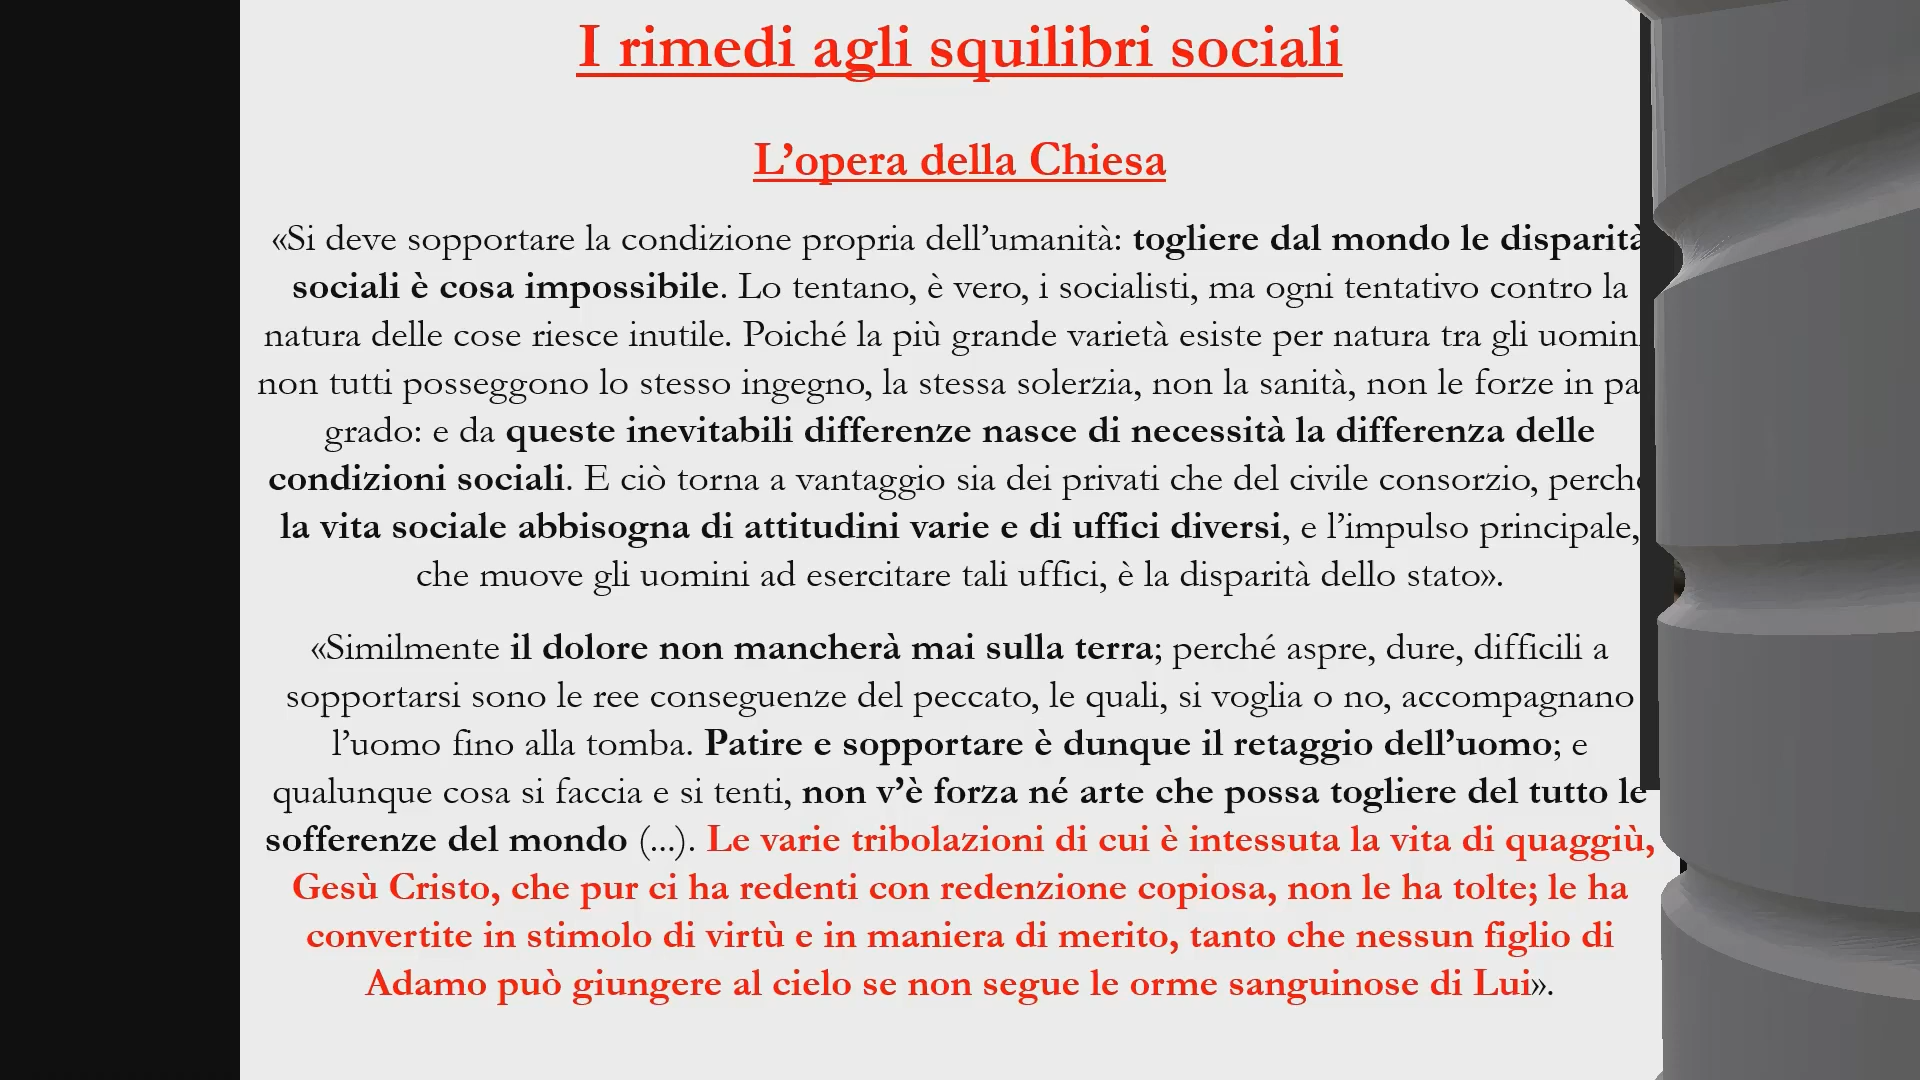 I rimedi agli squilibri sociali
L’opera della Chiesa
«Si deve sopportare la condizione propria dell’umanità: togliere dal mondo le disparità
sociali è cosa impossibile. Lo tentano, è vero, i socialisti, ma ogni tentativo contro la
natura delle cose riesce inutile. Poiché la più grande varietà esiste per natura tra gli uomin
non tutti posseggono lo stesso ingegno, la stessa solerzia, non la sanità, non le forze in pa
grado: e da queste inevitabili differenze nasce di necessità la differenza delle
condizioni sociali. E ciò torna a vantaggio sia dei privati che del civile consorzio, perché
la vita sociale abbisogna di attitudini varie e di uffici diversi, e l’impulso principale,
che muove gli uomini ad esercitare tali uffici, è la disparità dello stato».
«Similmente il dolore non mancherà mai sulla terra; perché aspre, dure, difficili a
sopportarsi sono le ree conseguenze del peccato, le quali, si voglia o no, accompagnano
l’uomo fino alla tomba. Patire e sopportare è dunque il retaggio dell’uomo; e
qualunque cosa si faccia e si tenti, non v’è forza né arte che possa togliere del tutto le
sofferenze del mondo (...). Le varie tribolazioni di cui è intessuta la vita di quaggiù,
Gesù Cristo, che pur ci ha redenti con redenzione copiosa, non le ha tolte; le ha
convertite in stimolo di virtù e in maniera di merito, tanto che nessun figlio di
Adamo può giungere al cielo se non segue le orme sanguinose di Lui».